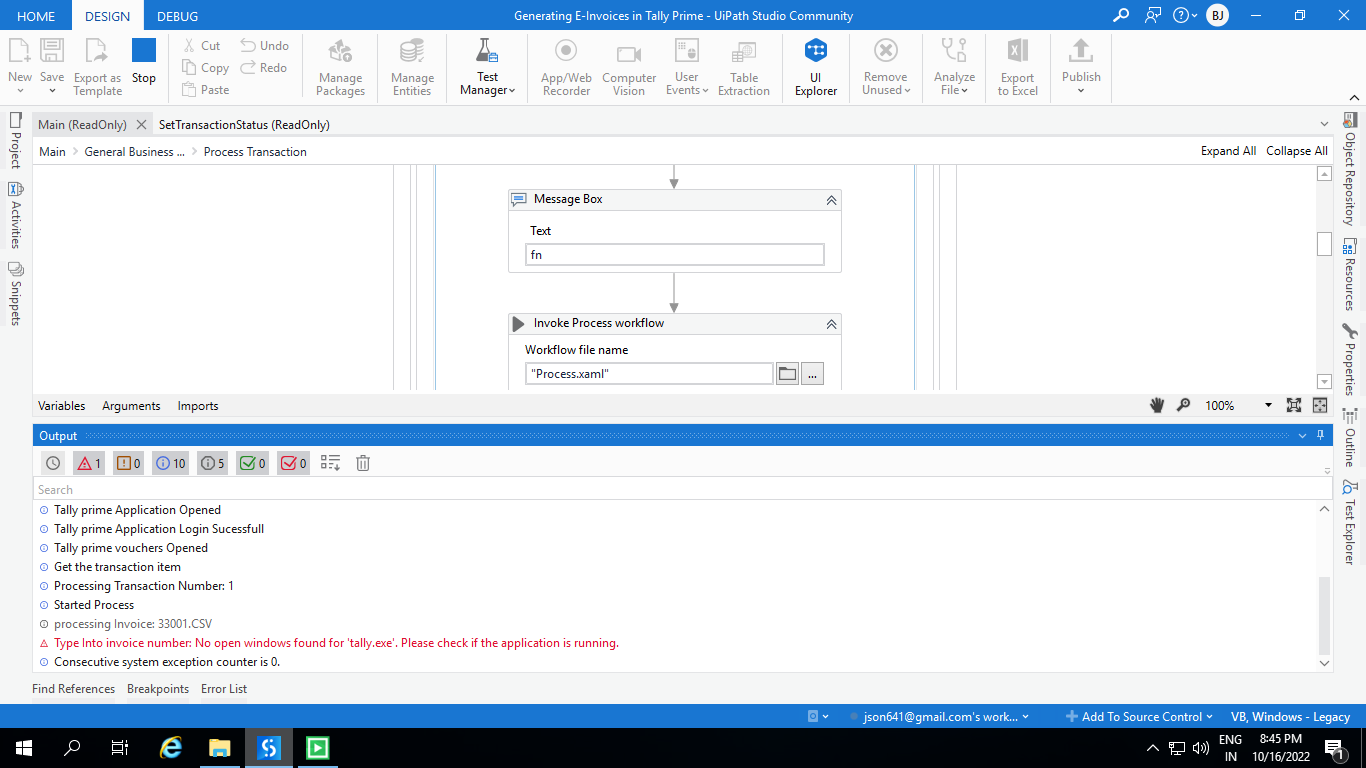 HOME DESIGN DEBUG Generating E-Invoices in Tally Prime - UiPath Studio Community BJ
New Save Export as Template Stop Cut Copy Paste Undo Redo Manage Packages Manage Entities Test Manager App/Web Recorder Computer Vision User Events Table Extraction UI Explorer Remove Unused Analyze File Export to Excel Publish
Main (ReadOnly) SetTransactionStatus (ReadOnly)
Main General Business ... Process Transaction Expand All Collapse All
Project
Activities
Snippets
Message Box
Text
fn
Invoke Process workflow
Workflow file name
"Process.xaml" ...
Object Repository
Resources
Properties
Outline
Test Explorer
Variables Arguments Imports 100%
Output
1 0 10 5 0 0
Search
Tally prime Application Opened
Tally prime Application Login Sucessfull
Tally prime vouchers Opened
Get the transaction item
Processing Transaction Number: 1
Started Process
processing Invoice: 33001.CSV
Type Into invoice number: No open windows found for 'tally.exe'. Please check if the application is running.
Consecutive system exception counter is 0.
Find References Breakpoints Error List
json641@gmail.com's work... Add To Source Control VB, Windows - Legacy
ENG 8:45 PM
IN 10/16/2022 1